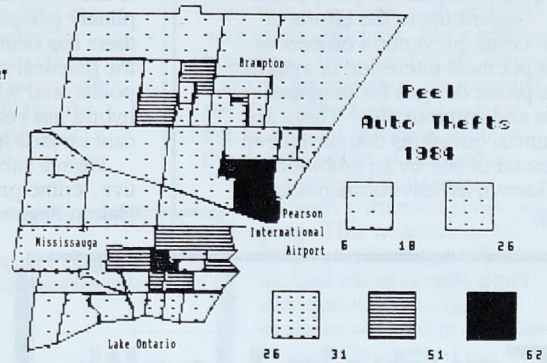 Brampton
Peel
Auto Thefts
1984
Pearson
International
Airport
6 18 26
Mississauga
Lake Ontario
26 31 51 62